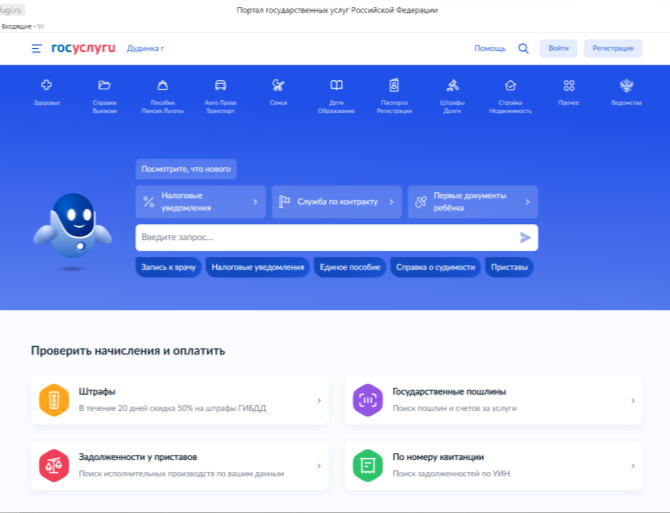 lugi.ru
Портал государственных услуг Российской Федерации
Входящие -
госуслуги
Дудинка г
Помощь
Войти
Регистрация
Здоровье
Справки
Выписки
Пособия
Пенсия Льготы
Авто Права
Транспорт
Семья
Дети
Образование
Паспорта
Регистрация
Штрафы
Долги
Стройка
Недвижимость
Прочее
Ведомства
Посмотрите, что нового
Налоговые
уведомления
Служба по контракту
Первые документы
ребёнка
Введите запрос...
Запись к врачу
Налоговые уведомления
Единое пособие
Справка о судимости
Приставы
Проверить начисления и оплатить
Штрафы
В течение 20 дней скидка 50% на штрафы ГИБДД
Государственные пошлины
Поиск пошлин и счетов за услуги
Задолженности у приставов
Поиск исполнительных производств по вашим данным
По номеру квитанции
Поиск задолженностей по УИН